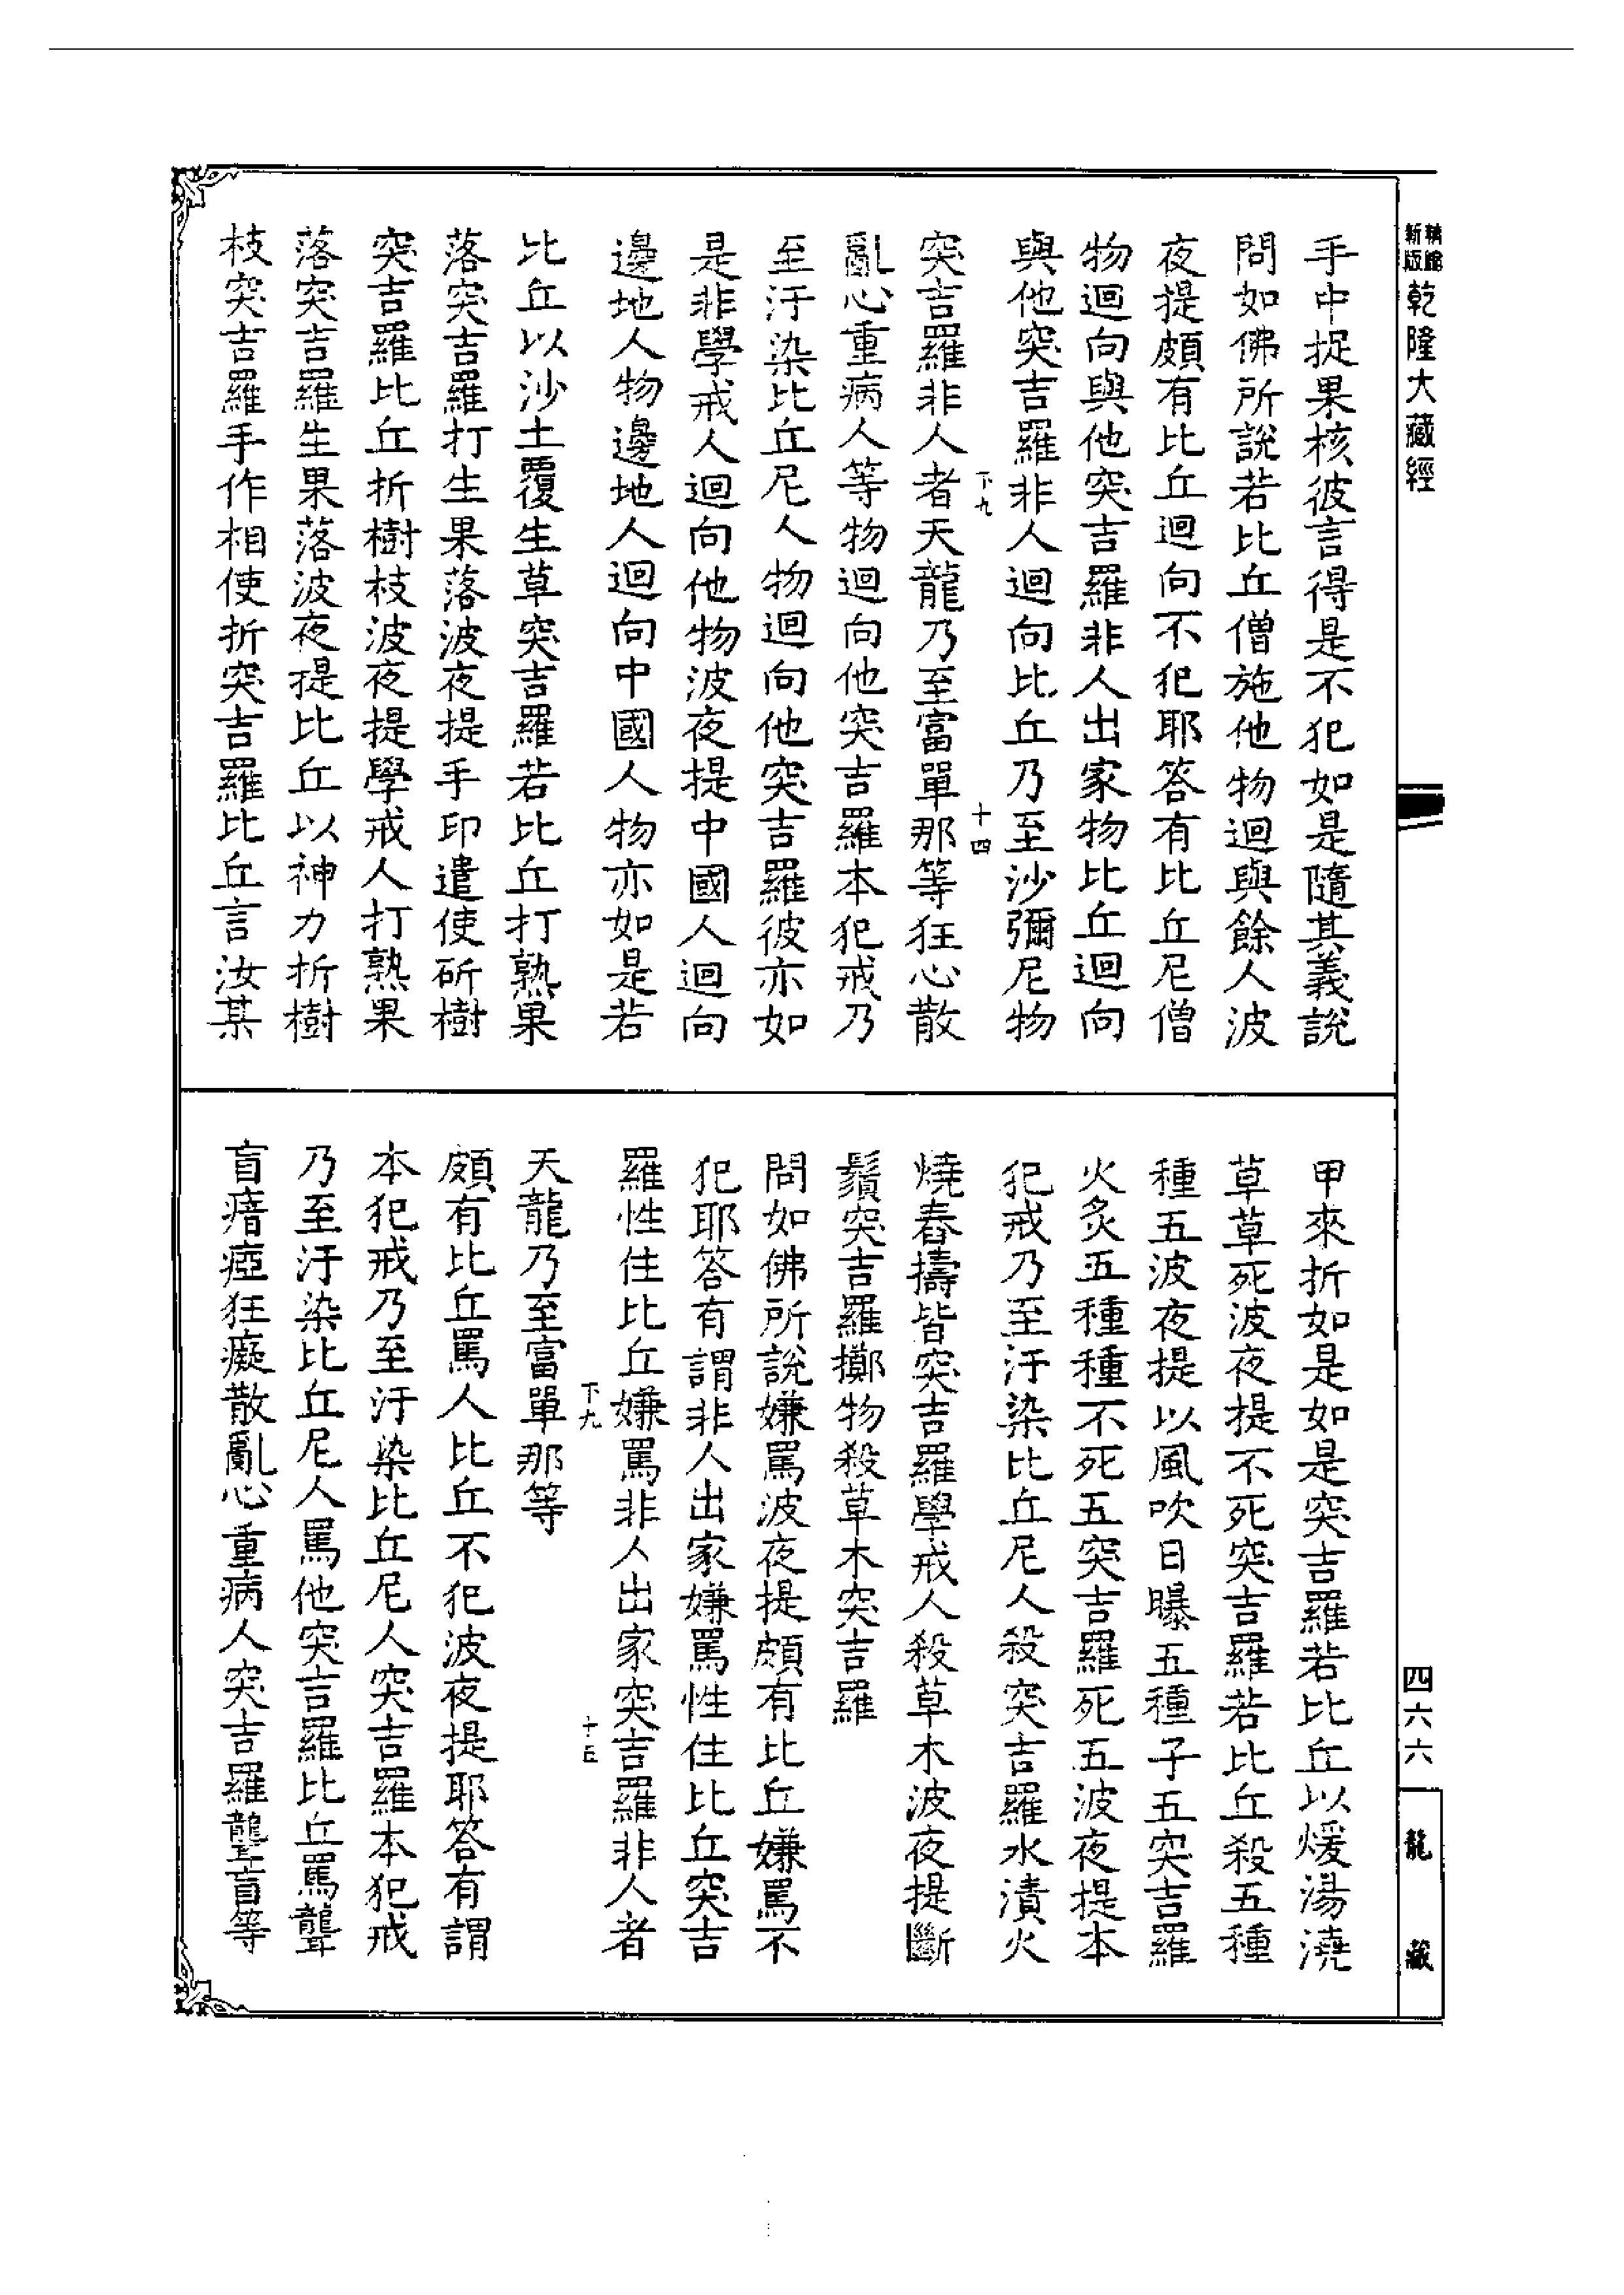 新版
乾隆大藏經
四六六
龍藏
手中捉果核彼言得是不犯如是隨其義說
問如佛所說若比丘僧施他物迴與餘人波
夜提頗有比丘迴向不犯耶答有比丘尼僧
物迴向與他突吉羅非人出家物比丘迴向
與他突吉羅非人迴向比丘乃至沙彌尼物
下九
十四
突吉羅非人者天龍乃至富單那等狂心散
亂心重病人等物迴向他突吉羅本犯戒乃
至汙染比丘尼人物迴向他突吉羅彼亦如
是非學戒人迴向他物波夜提中國人迴向
邊地人物邊地人迴向中國人物亦如是若
比丘以沙土覆生草突吉羅若比丘打熟果
落突吉羅打生果落波夜提手印遣使斫樹
突吉羅比丘折樹枝波夜提學戒人打熟果
落突吉羅生果落波夜提比丘以神力折樹
枝突吉羅手作相使折突吉羅比丘言汝某
甲來折如是如是突吉羅若比丘以煖湯澆
草草死波夜提不死突吉羅若比丘殺五種
種五波夜提以風吹日曝五種子五突吉羅
火炙五種種不死五突吉羅死五波夜提本
犯戒乃至汙染比丘尼人殺突吉羅水漬火
燒舂擣皆突吉羅學戒人殺草木波夜提斷
鬚突吉羅擲物殺草木突吉羅
問如佛所說嫌罵波夜提頗有比丘嫌罵不
犯耶答有謂非人出家嫌罵性住比丘突吉
羅性住比丘嫌罵非人出家突吉羅非人者
下九
十五
天龍乃至富單那等
頗有比丘罵人比丘不犯波夜提耶答有謂
本犯戒乃至汙染比丘尼人突吉羅本犯戒
乃至汙染比丘尼人罵他突吉羅比丘罵聾
盲瘖瘂狂癡散亂心重病人突吉羅聾盲等